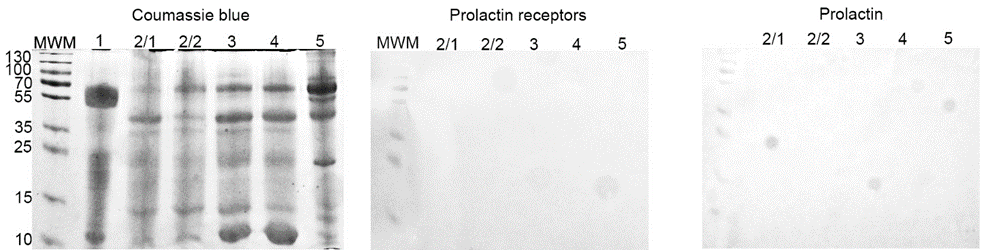 Coumassie blue
MWM 1 2/1 2/2 3 4 5
130
100
70
55
35
25
15
10
Prolactin receptors
MWM 2/1 2/2 3 4 5
Prolactin
2/1 2/2 3 4 5